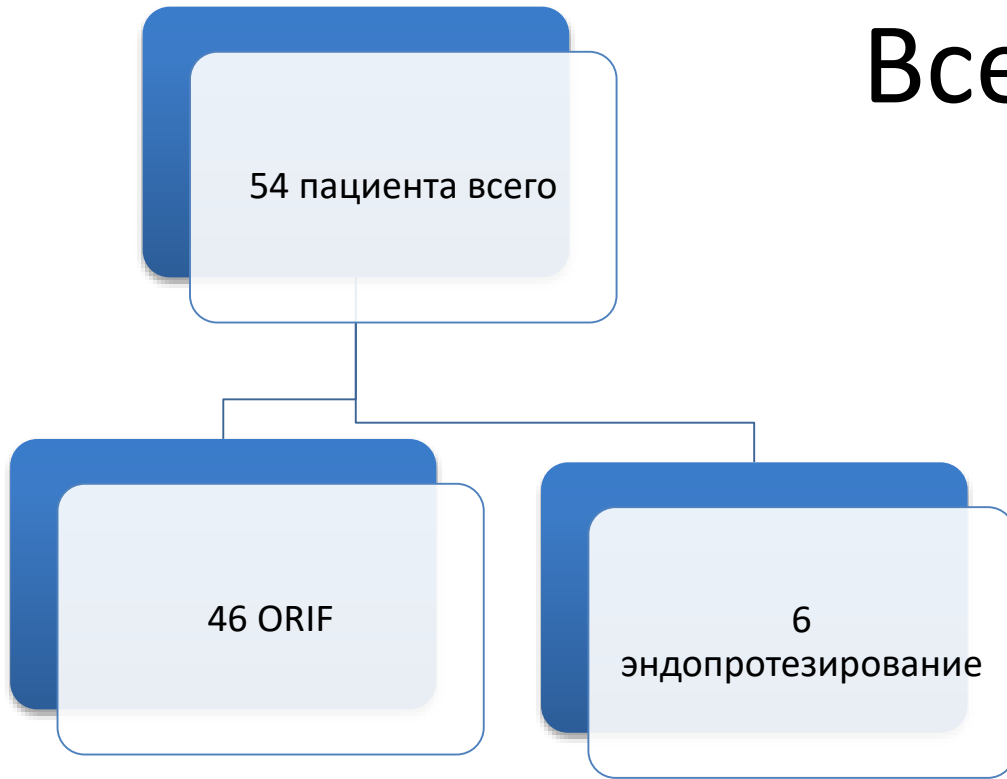 Все
54 пациента всего
46 ORIF
6
эндопротезирование